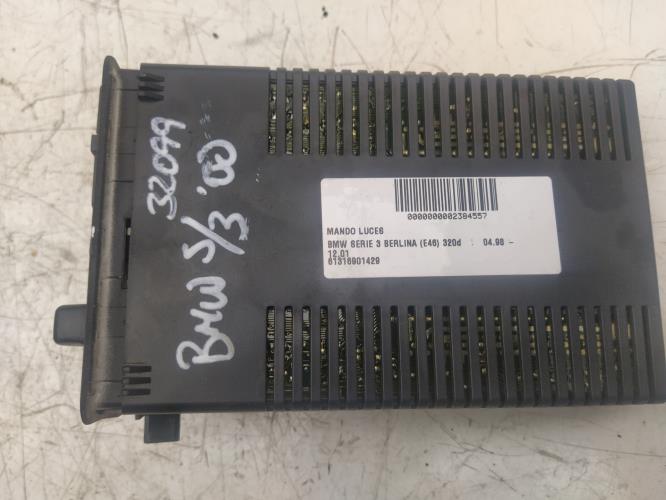 32099
BMW S/3 '00
0000000002384557
MANDO LUCES
BMW SERIE 3 BERLINA (E46) 320d : 04.98 -
12.01
61316901429